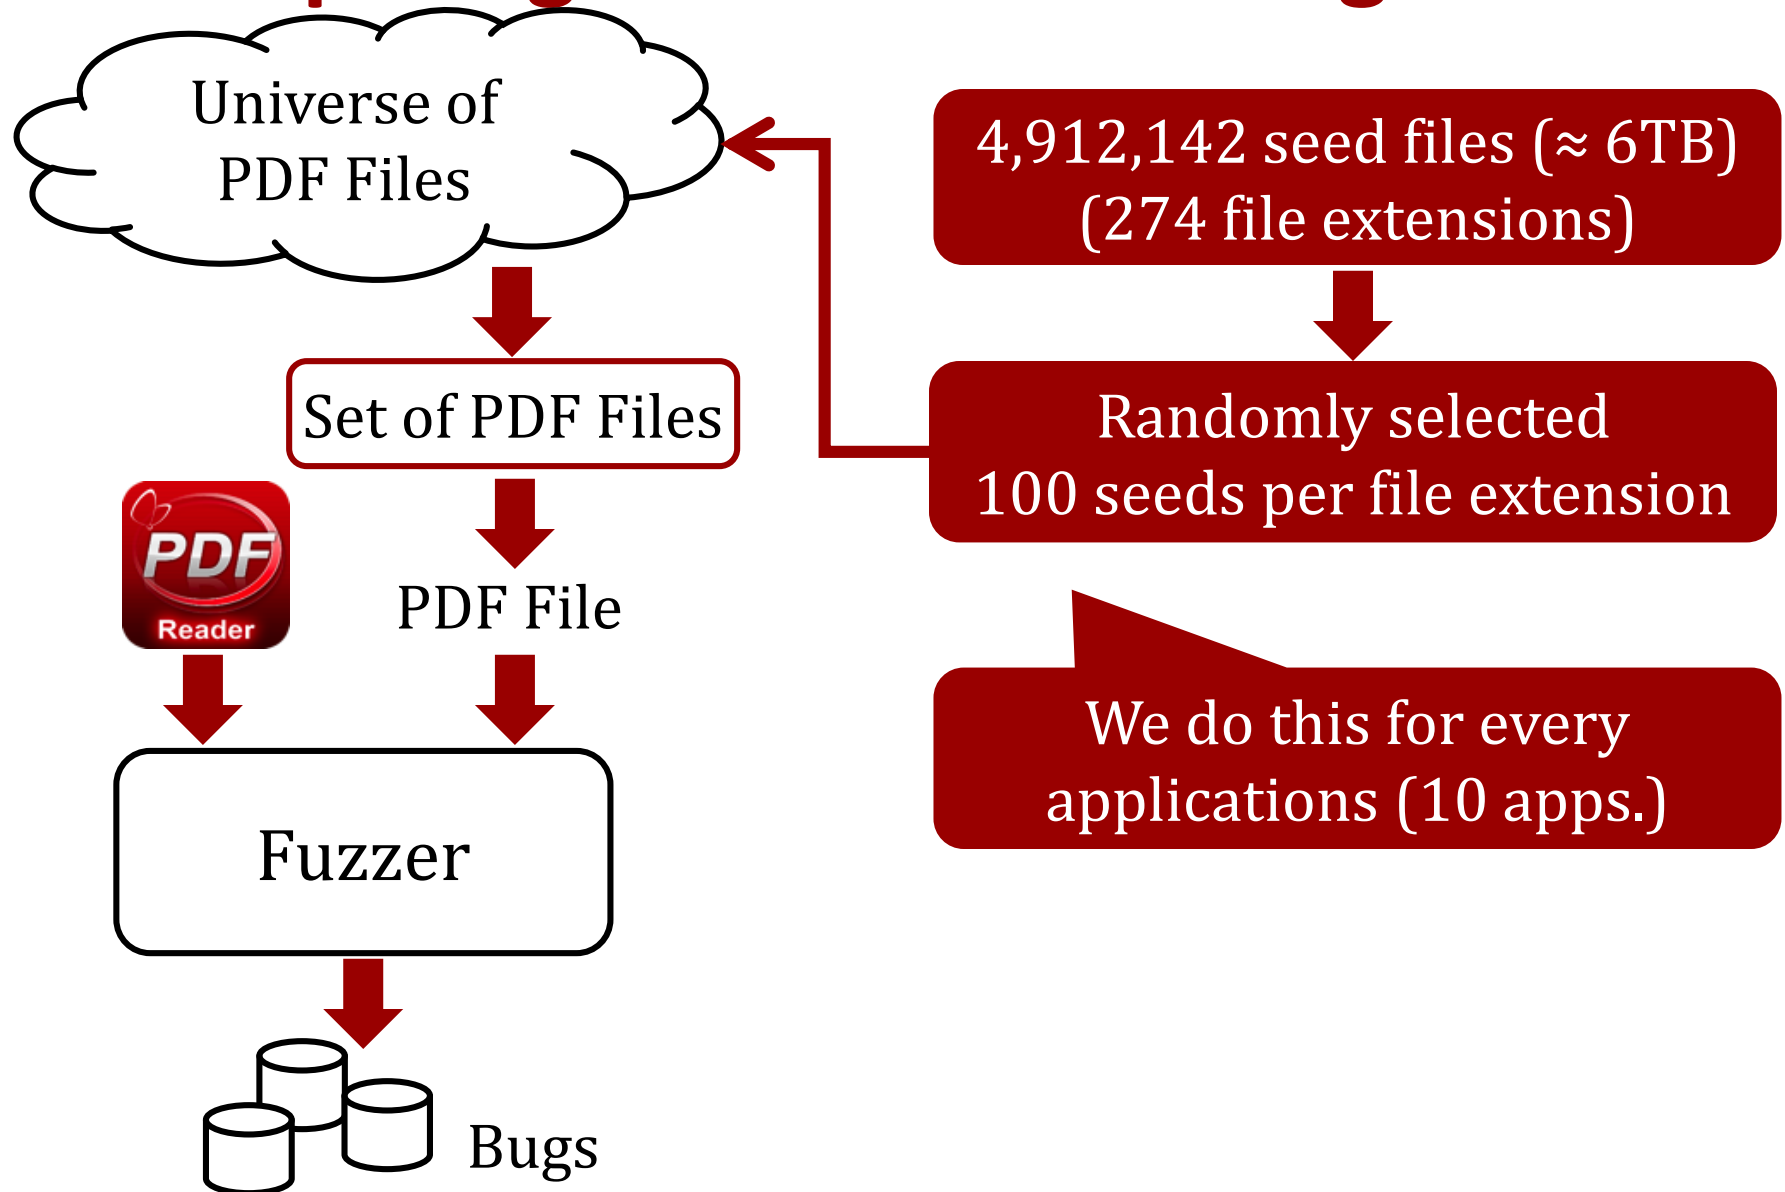 Universe of
PDF Files
4,912,142 seed files (≈ 6TB)
(274 file extensions)
Set of PDF Files
Randomly selected
100 seeds per file extension
PDF
Reader
PDF File
We do this for every
applications (10 apps.)
Fuzzer
Bugs